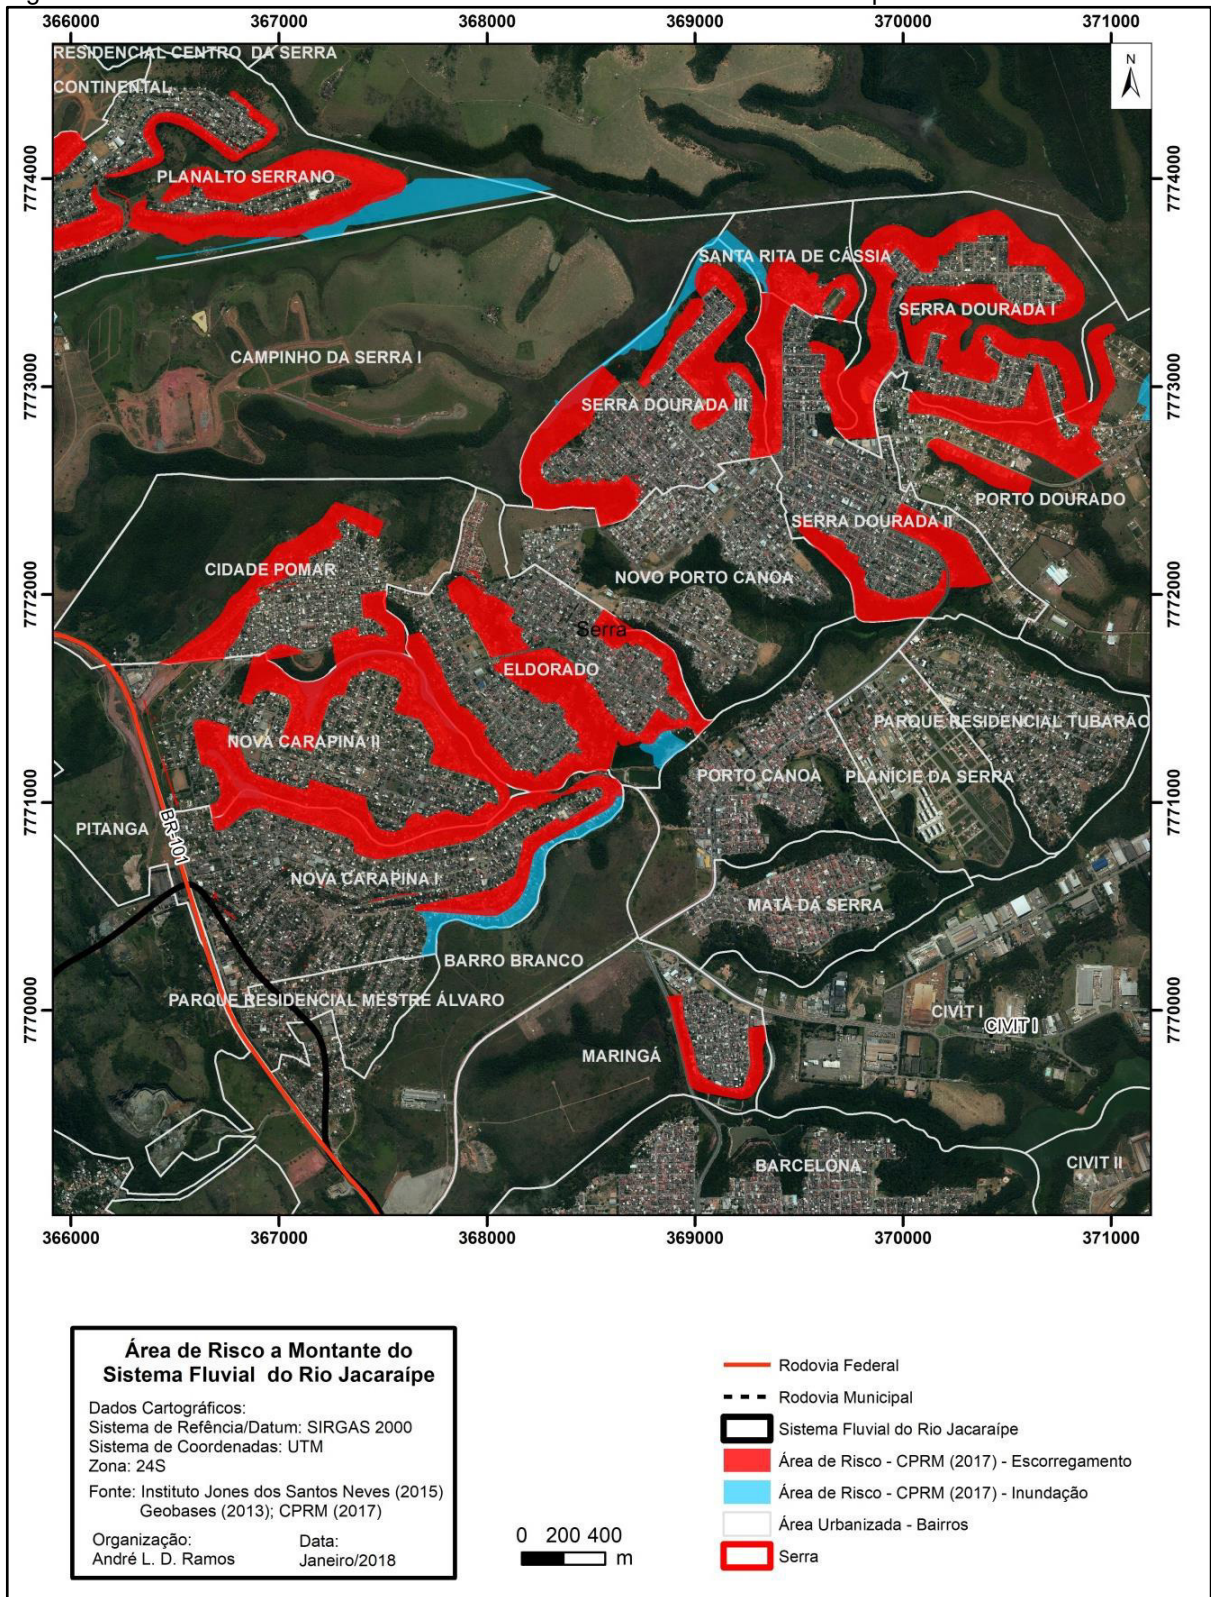 366000 367000 368000 369000 370000 371000
RESIDENCIAL CENTRO DA SERRA
CONTINENTAL
N
7774000
7774000
PLANALTO SERRANO
SANTA RITA DE CÁSSIA
SERRA DOURADA I
CAMPINHO DA SERRA I
7773000
7773000
SERRA DOURADA III
PORTO DOURADO
SERRA DOURADA II
CIDADE POMAR
NOVO PORTO CANOA
7772000
7772000
Serra
ELDORADO
PARQUE RESIDENCIAL TUBARÃO
NOVA CARAPINA II
PORTO CANOA
PLANÍCIE DA SERRA
7771000
7771000
PITANGA
BR-101
NOVA CARAPINA I
MATA DA SERRA
BARRO BRANCO
PARQUE RESIDENCIAL MESTRE ÁLVARO
7770000
7770000
CIVIT I
CIVIT I
MARINGÁ
BARCELONA
CIVIT II
366000 367000 368000 369000 370000 371000
Área de Risco a Montante do
Sistema Fluvial do Rio Jacaraípe
Dados Cartográficos:
Sistema de Refência/Datum: SIRGAS 2000
Sistema de Coordenadas: UTM
Zona: 24S
Fonte: Instituto Jones dos Santos Neves (2015)
Geobases (2013); CPRM (2017)
Organização: Data:
André L. D. Ramos Janeiro/2018
0 200 400
m
Rodovia Federal
Rodovia Municipal
Sistema Fluvial do Rio Jacaraípe
Área de Risco - CPRM (2017) - Escorregamento
Área de Risco - CPRM (2017) - Inundação
Área Urbanizada - Bairros
Serra